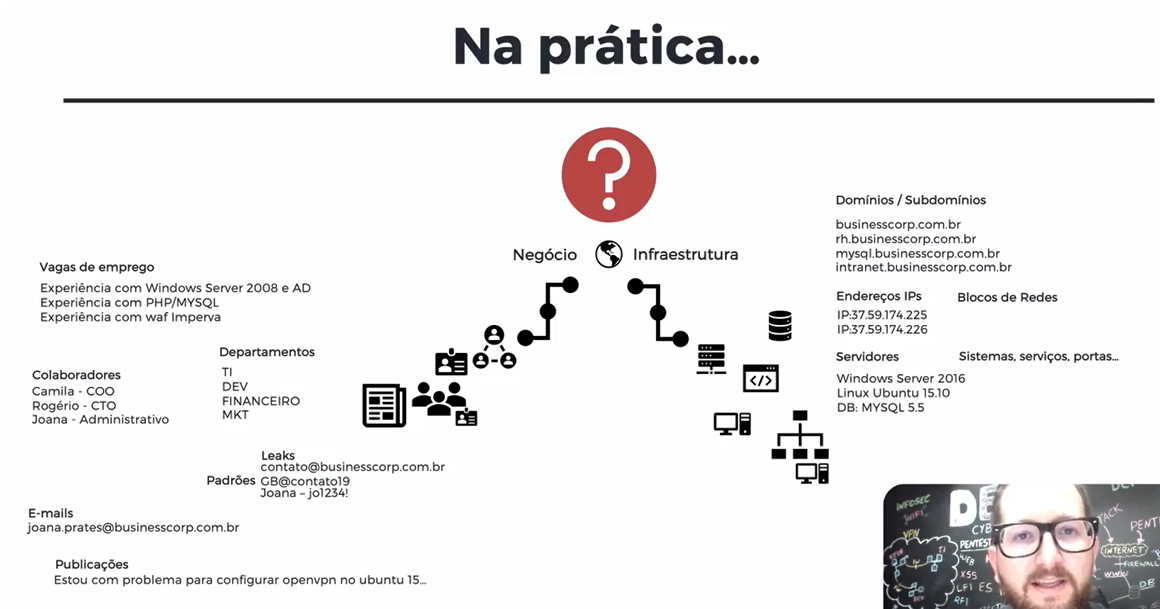 Na prática...
Negócio
Infraestrutura
Vagas de emprego
Experiência com Windows Server 2008 e AD
Experiência com PHP/MYSQL
Experiência com waf Imperva
Departamentos
TI
DEV
FINANCEIRO
MKT
Colaboradores
Camila - COO
Rogério - CTO
Joana - Administrativo
Leaks
contato@businesscorp.com.br
Padrões
GB@contato19
Joana – jo1234!
E-mails
joana.prates@businesscorp.com.br
Publicações
Estou com problema para configurar openvpn no ubuntu 15...
Domínios / Subdomínios
businesscorp.com.br
rh.businesscorp.com.br
mysql.businesscorp.com.br
intranet.businesscorp.com.br
Endereços IPs
IP:37.59.174.225
IP:37.59.174.226
Blocos de Redes
Servidores
Windows Server 2016
Linux Ubuntu 15.10
DB: MYSQL 5.5
Sistemas, serviços, portas...
INFOSEC
WIFI
VPN
TI
DEV
DE
CYB
PENTEST
WEB
XSS
LFI
RFI
PENT
INTERNET
FIREWALL
WWW
DB